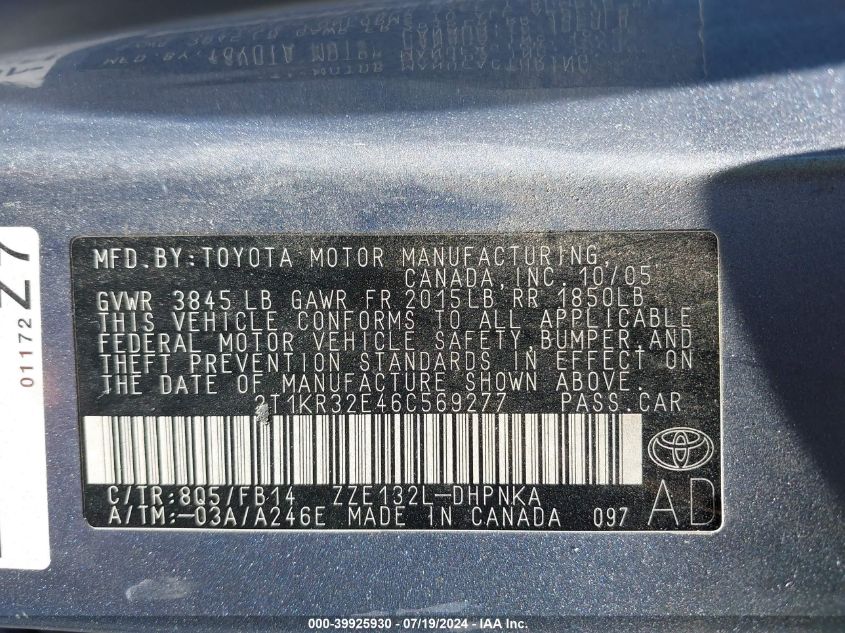 MFD.BY:TOYOTA MOTOR MANUFACTURING,
CANADA,INC. 10/05
GVWR 3845 LB GAWR FR 2015LB RR 1850LB
THIS VEHICLE CONFORMS TO ALL APPLICABLE
FEDERAL MOTOR VEHICLE SAFETY,BUMPER,AND
THEFT PREVENTION STANDARDS IN EFFECT ON
THE DATE OF MANUFACTURE SHOWN ABOVE.
2T1KR32E46C569277 PASS.CAR
C/TR:8Q5/FB14 ZZE132L-DHPNKA
A/TM:-03A/A246E MADE IN CANADA 097
AD
Z7
01172
000-39925930 - 07/19/2024 - IAA, Inc.